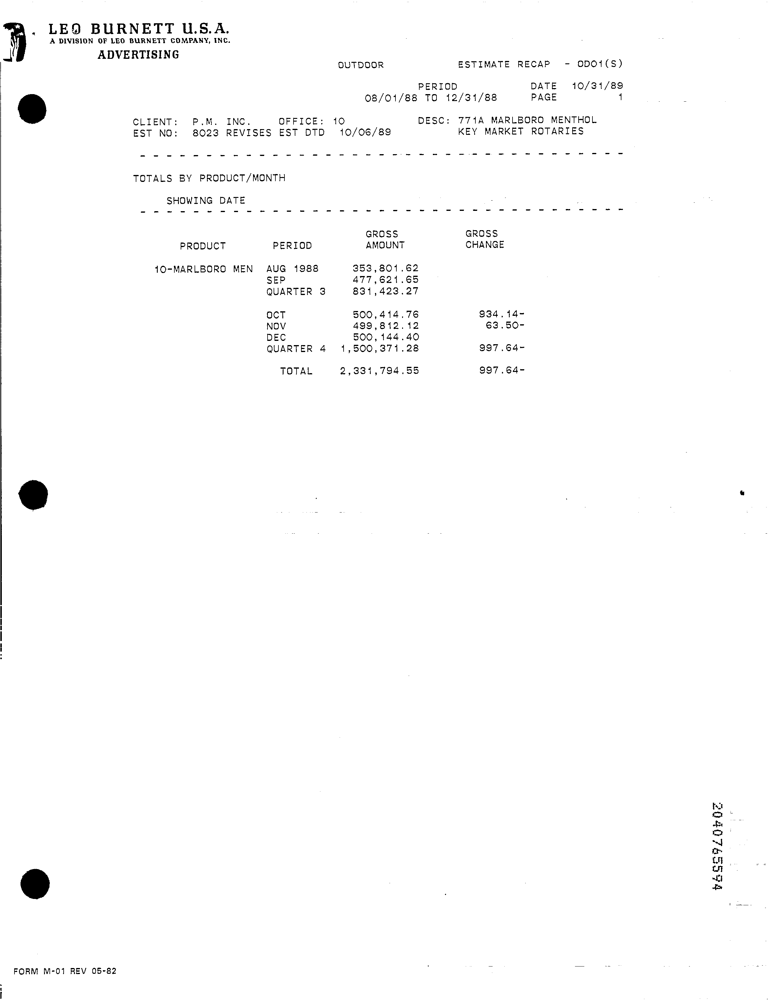 LEO BURNETT U.S.A.
A DIVISION OF LEO BURNETT COMPANY, INC.
ADVERTISING
OUTDOOR ESTIMATE RECAP - ODO1(S)
PERIOD DATE 10/31/89
08/01/88 TO 12/31/88 PAGE 1
CLIENT: P.M. INC. OFFICE: 10 DESC: 771A MARLBORO MENTHOL
EST NO: 8023 REVISES EST DTD 10/06/89 KEY MARKET ROTARIES
- - - - - - - - - - - - - - - - - - - - - - - - - - - - - - - - - - - - -
TOTALS BY PRODUCT/MONTH
SHOWING DATE
- - - - - - - - - - - - - - - - - - - - - - - - - - - - - - - - - - - - -
GROSS GROSS
PRODUCT PERIOD AMOUNT CHANGE
10-MARLBORO MEN AUG 1988 353,801.62
SEP 477,621.65
QUARTER 3 831,423.27
OCT 500,414.76 934.14-
NOV 499,812.12 63.50-
DEC 500,144.40
QUARTER 4 1,500,371.28 997.64-
TOTAL 2,331,794.55 997.64-
2040765594
FORM M-01 REV 05-82